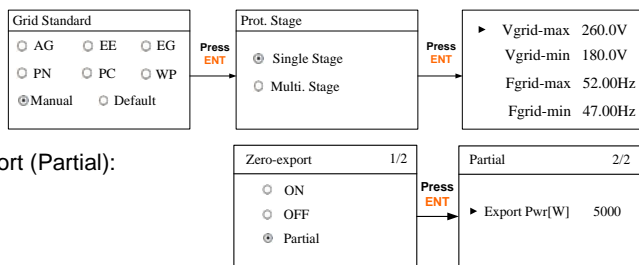 Grid Standard
AG EE EG
PN PC WP
Manual Default
Press
ENT
Prot. Stage
Single Stage
Multi. Stage
Press
ENT
Vgrid-max 260.0V
Vgrid-min 180.0V
Fgrid-max 52.00Hz
Fgrid-min 47.00Hz
ort (Partial):
Zero-export 1/2
ON
OFF
Partial
Press
ENT
Partial 2/2
Export Pwr[W] 5000